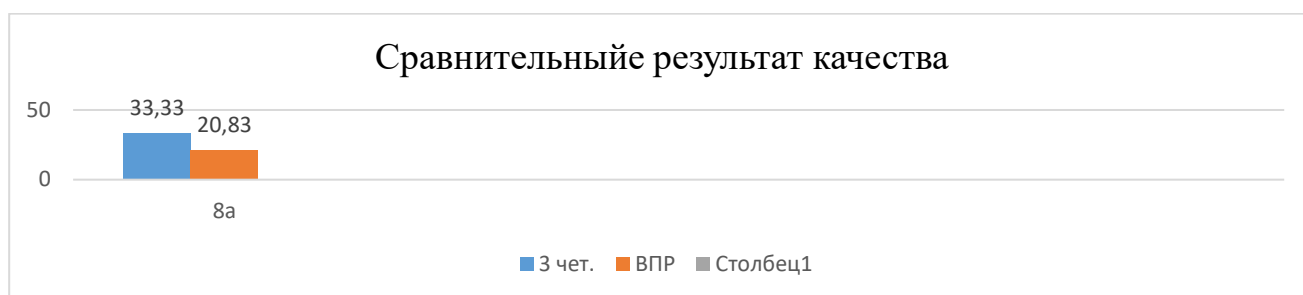 Сравнительныйе результат качества
50
33,33
20,83
0
8а
3 чет. ВПР Столбец1